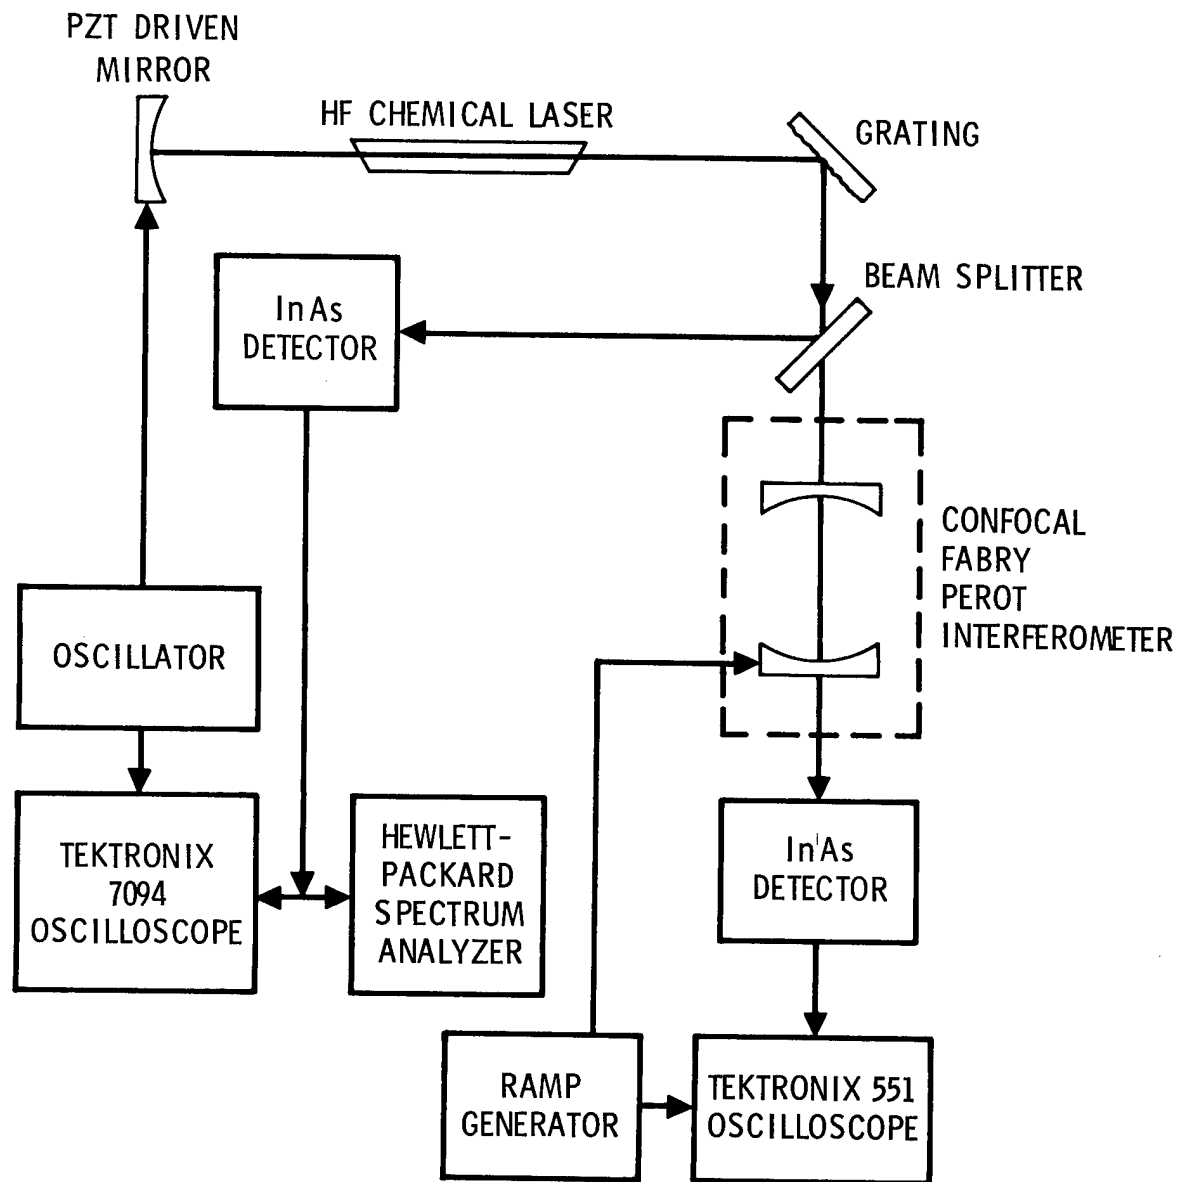 PZT DRIVEN
MIRROR
HF CHEMICAL LASER
GRATING
BEAM SPLITTER
InAs
DETECTOR
CONFOCAL
FABRY
PEROT
INTERFEROMETER
OSCILLATOR
TEKTRONIX
7094
OSCILLOSCOPE
HEWLETT-
PACKARD
SPECTRUM
ANALYZER
InAs
DETECTOR
RAMP
GENERATOR
TEKTRONIX 551
OSCILLOSCOPE